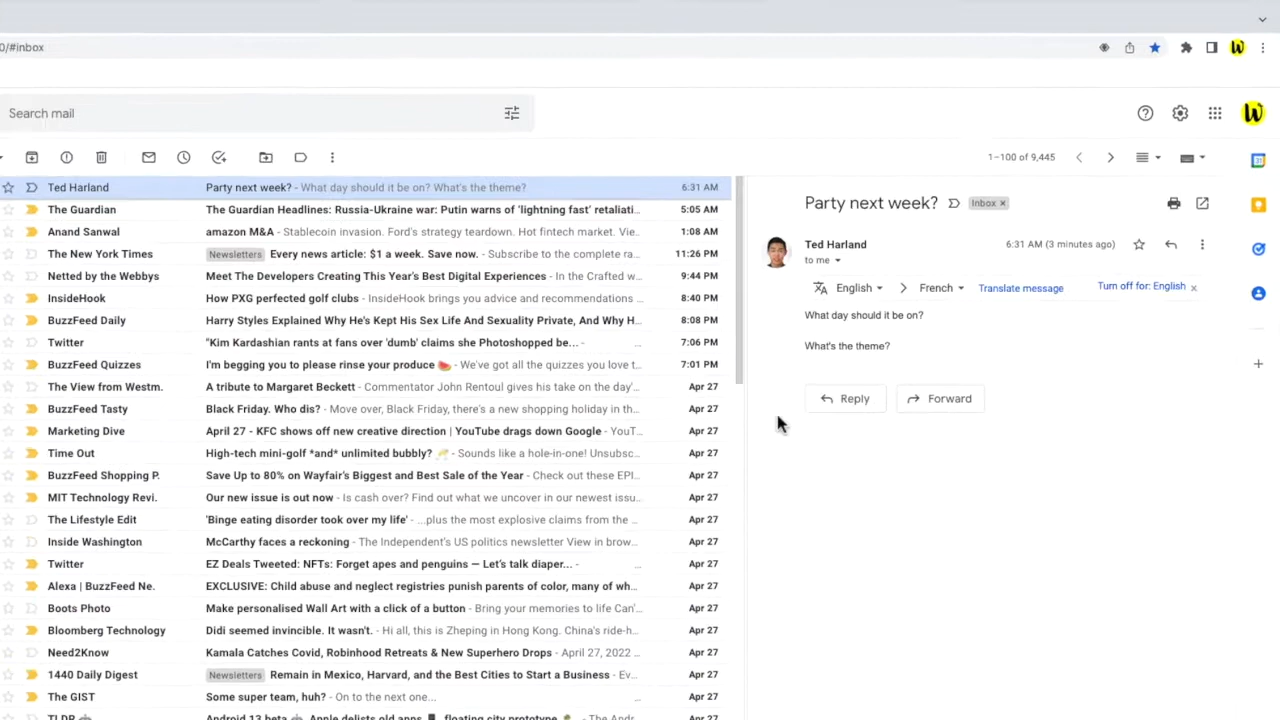 0/#inbox
Search mail
1–100 of 9,445
Ted Harland Party next week? - What day should it be on? What's the theme? 6:31 AM
The Guardian The Guardian Headlines: Russia-Ukraine war: Putin warns of 'lightning fast' retaliati... 5:05 AM
Anand Sanwal amazon M&A - Stablecoin invasion. Ford's strategy teardown. Hot fintech market. Vie... 1:08 AM
The New York Times Newsletters Every news article: $1 a week. Save now. - Subscribe to the complete ra... 11:26 PM
Netted by the Webbys Meet The Developers Creating This Year's Best Digital Experiences - In the Crafted w... 9:44 PM
InsideHook How PXG perfected golf clubs - InsideHook brings you advice and recommendations ... 8:40 PM
BuzzFeed Daily Harry Styles Explained Why He's Kept His Sex Life And Sexuality Private, And Why H... 8:08 PM
Twitter "Kim Kardashian rants at fans over 'dumb' claims she Photoshopped be... - ... 7:06 PM
BuzzFeed Quizzes I'm begging you to please rinse your produce 🍉 - We've got all the quizzes you love t... 7:01 PM
The View from Westm. A tribute to Margaret Beckett - Commentator John Rentoul gives his take on the day'... Apr 27
BuzzFeed Tasty Black Friday. Who dis? - Move over, Black Friday, there's a new shopping holiday in th... Apr 27
Marketing Dive April 27 - KFC shows off new creative direction | YouTube drags down Google - YouT... Apr 27
Time Out High-tech mini-golf *and* unlimited bubbly? 🥂 - Sounds like a hole-in-one! Unsubsc... Apr 27
BuzzFeed Shopping P. Save Up to 80% on Wayfair's Biggest and Best Sale of the Year - Check out these EPI... Apr 27
MIT Technology Revi. Our new issue is out now - Is cash over? Find out what we uncover in our newest issu... Apr 27
The Lifestyle Edit 'Binge eating disorder took over my life' - ...plus the most explosive claims from the ... Apr 27
Inside Washington McCarthy faces a reckoning - The Independent's US politics newsletter View in brow... Apr 27
Twitter EZ Deals Tweeted: NFTs: Forget apes and penguins — Let's talk diaper... - ... Apr 27
Alexa | BuzzFeed Ne. EXCLUSIVE: Child abuse and neglect registries punish parents of color, many of wh... Apr 27
Boots Photo Make personalised Wall Art with a click of a button - Bring your memories to life Can'... Apr 27
Bloomberg Technology Didi seemed invincible. It wasn't. - Hi all, this is Zheping in Hong Kong. China's ride-h... Apr 27
Need2Know Kamala Catches Covid, Robinhood Retreats & New Superhero Drops - April 27, 2022 ... Apr 27
1440 Daily Digest Newsletters Remain in Mexico, Harvard, and the Best Cities to Start a Business - Ev... Apr 27
The GIST Some super team, huh? - On to the next one... ... Apr 27
TLDR Android 13 beta 🤖, Apple delists old apps 📱, floating city prototype - The Andr... Apr 27
Party next week? Inbox ×
Ted Harland 6:31 AM (3 minutes ago)
to me
English > French Translate message Turn off for: English ×
What day should it be on?
What's the theme?
Reply Forward